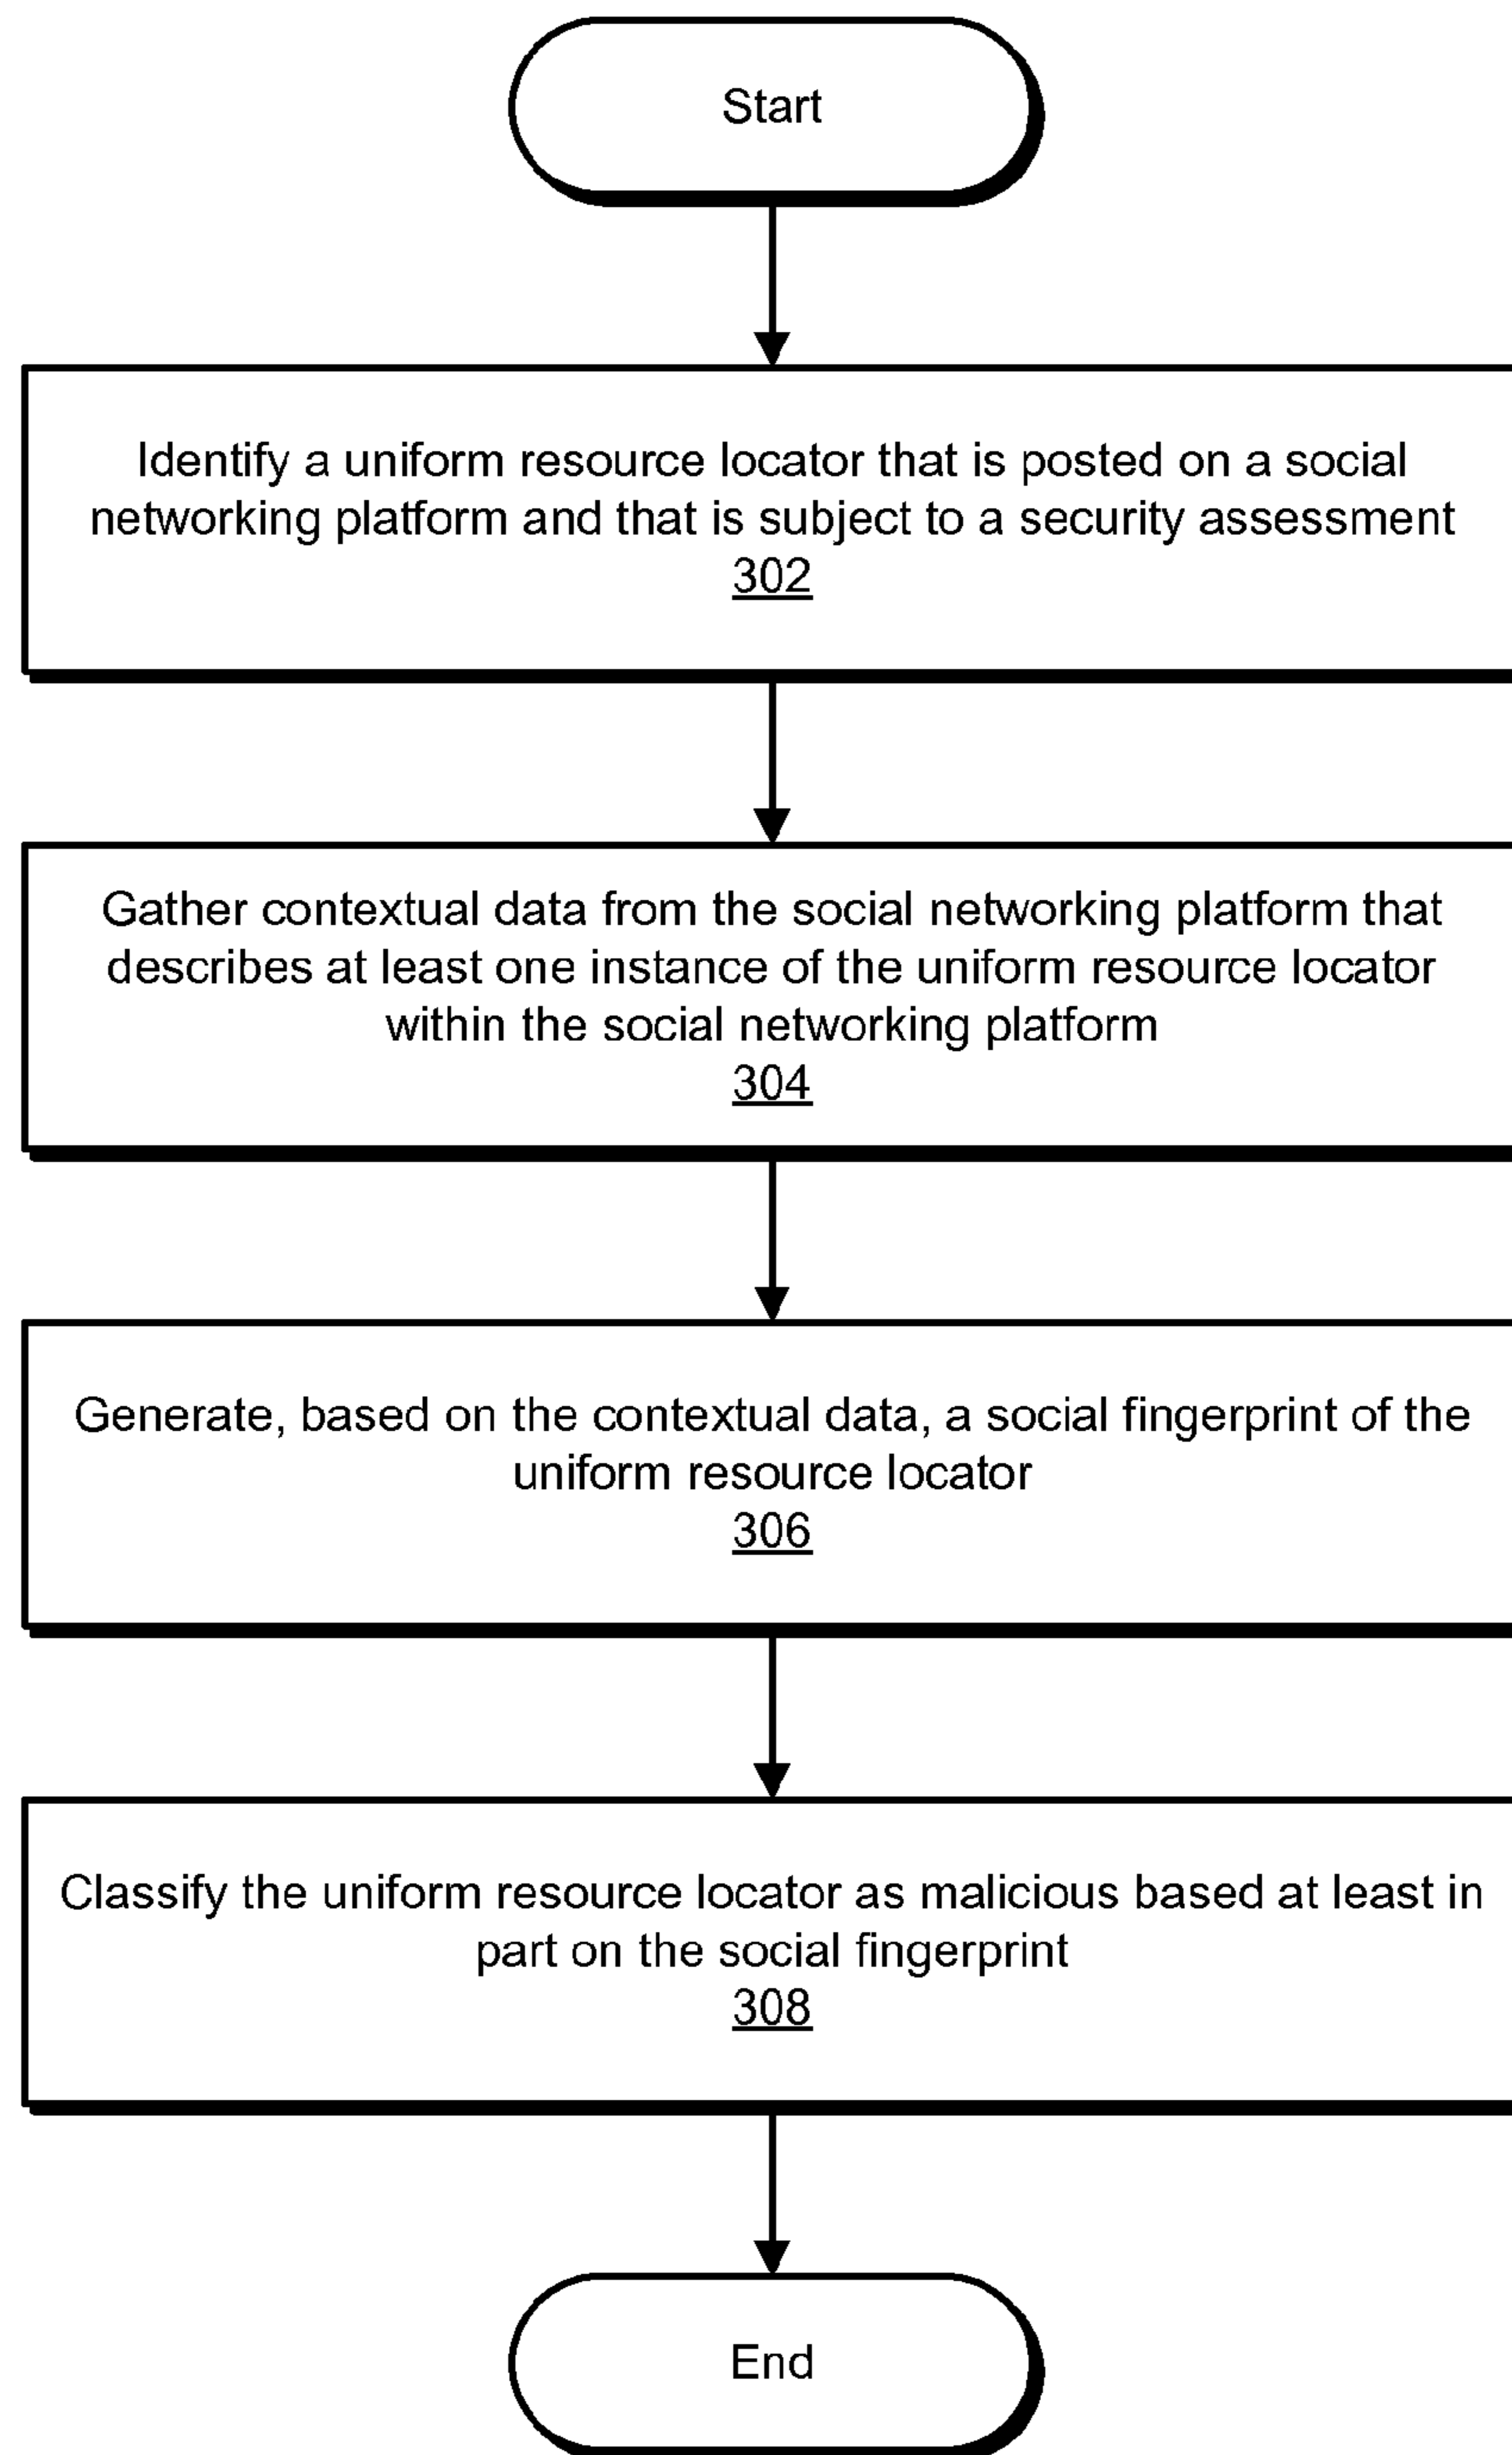 Start
Identify a uniform resource locator that is posted on a social
networking platform and that is subject to a security assessment
302
Gather contextual data from the social networking platform that
describes at least one instance of the uniform resource locator
within the social networking platform
304
Generate, based on the contextual data, a social fingerprint of the
uniform resource locator
306
Classify the uniform resource locator as malicious based at least in
part on the social fingerprint
308
End